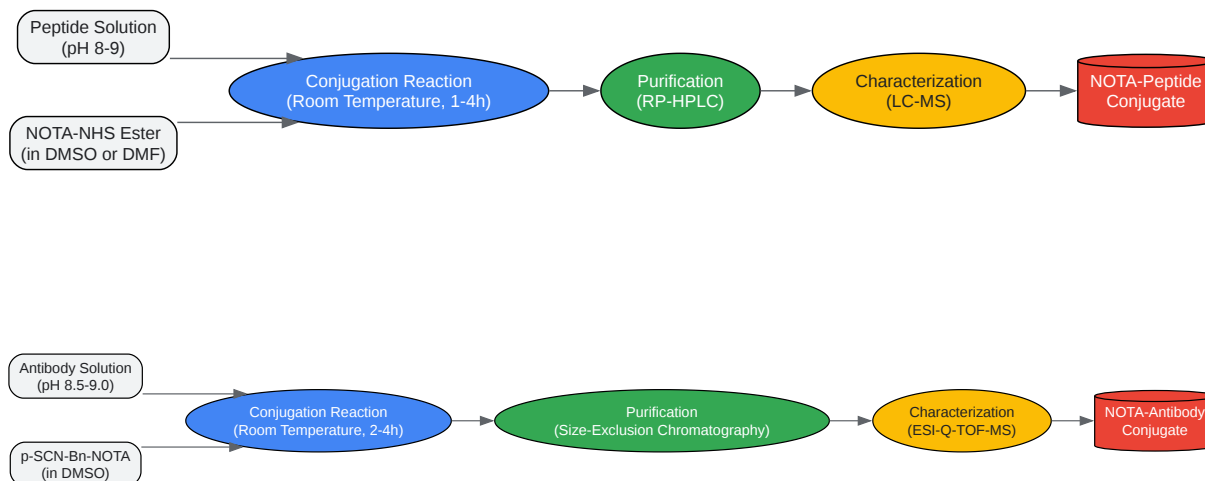 Peptide Solution
(pH 8-9)
NOTA-NHS Ester
(in DMSO or DMF)
Conjugation Reaction
(Room Temperature, 1-4h)
Purification
(RP-HPLC)
Characterization
(LC-MS)
NOTA-Peptide
Conjugate
Antibody Solution
(pH 8.5-9.0)
p-SCN-Bn-NOTA
(in DMSO)
Conjugation Reaction
(Room Temperature, 2-4h)
Purification
(Size-Exclusion Chromatography)
Characterization
(ESI-Q-TOF-MS)
NOTA-Antibody
Conjugate